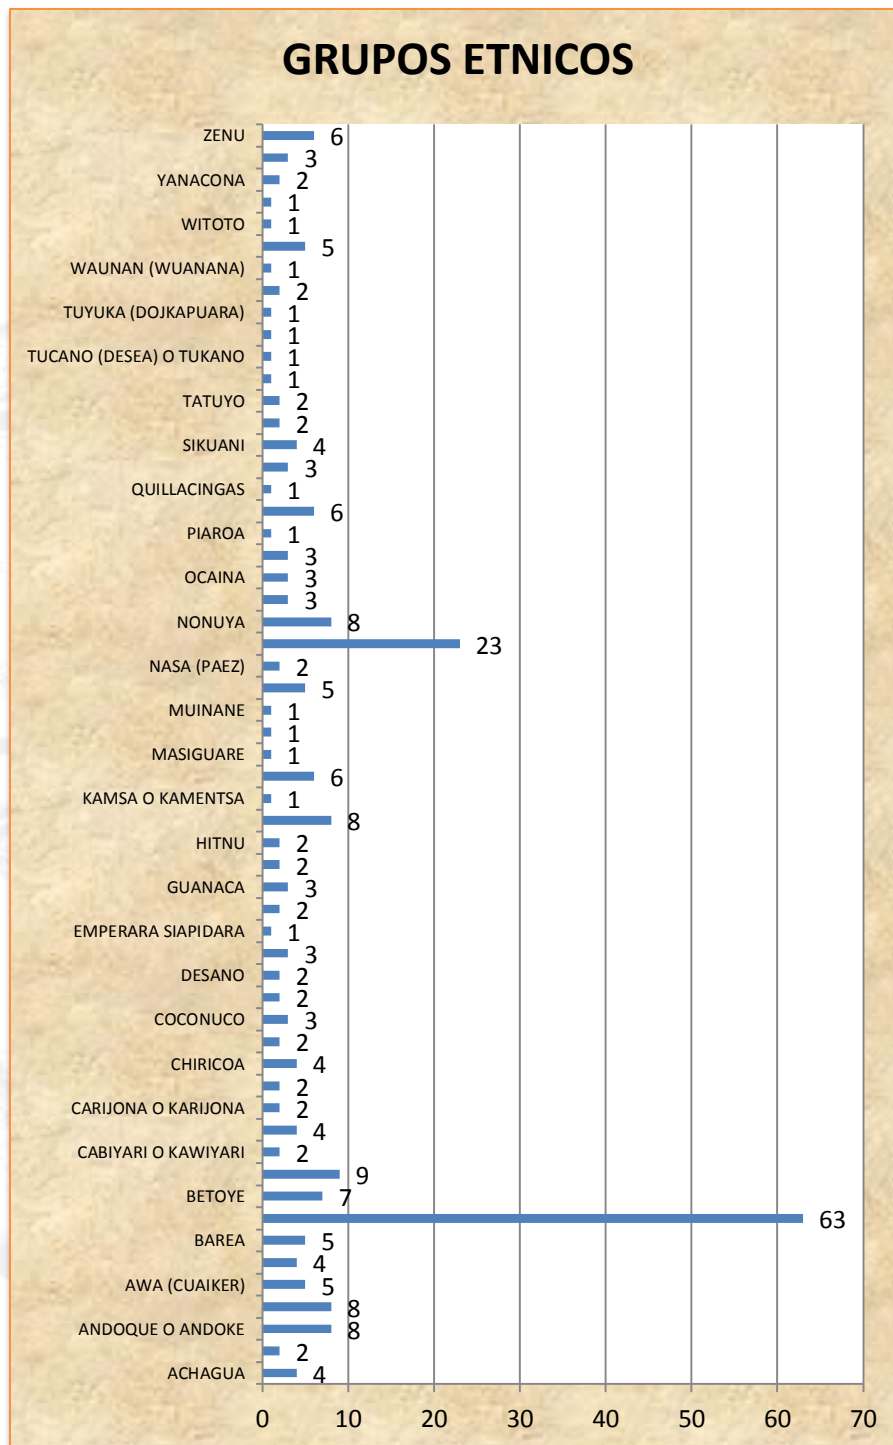 GRUPOS ETNICOS
ZENU 6
3
YANACONA 2
1
WITOTO 1
5
WAUNAN (WUANANA) 1
2
TUYUKA (DOJKAPUARA) 1
1
TUCANO (DESEA) O TUKANO 1
1
TATUYO 2
2
SIKUANI 4
3
QUILLACINGAS 1
6
PIAROA 1
3
OCAINA 3
3
NONUYA 8
23
NASA (PAEZ) 2
5
MUINANE 1
1
MASIGUARE 1
6
KAMSA O KAMENTSA 1
8
HITNU 2
2
GUANACA 3
2
EMPERARA SIAPIDARA 1
3
DESANO 2
2
COCONUCO 3
2
CHIRICOA 4
2
CARIJONA O KARIJONA 2
4
CABIYARI O KAWIYARI 2
9
BETOYE 7
63
BAREA 5
4
AWA (CUAIKER) 5
8
ANDOQUE O ANDOKE 8
2
ACHAGUA 4
0 10 20 30 40 50 60 70